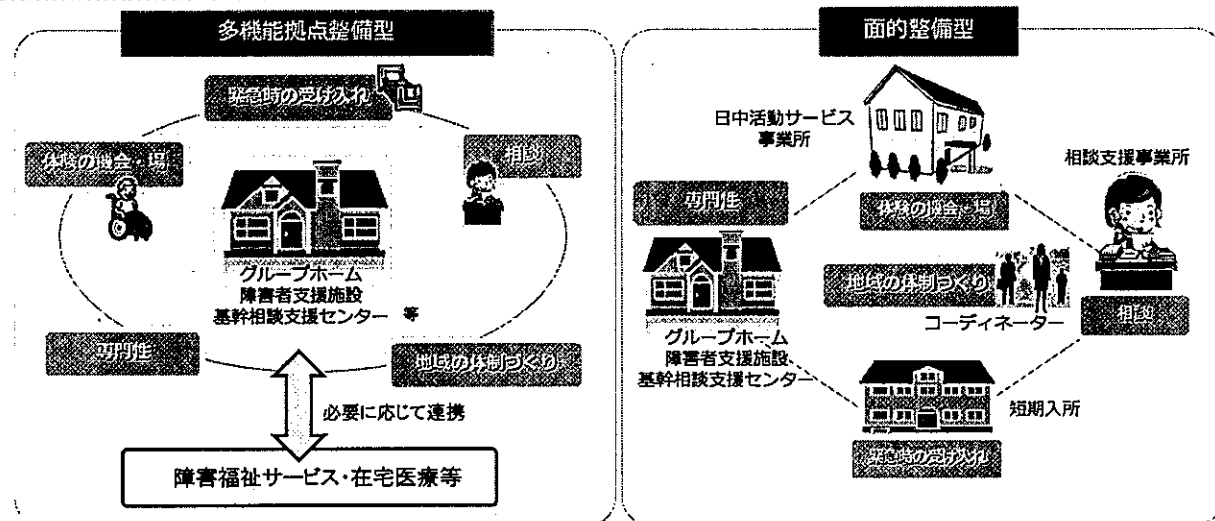 多機能拠点整備型
緊急時の受け入れ
体験の機会・場
相談
グループホーム
障害者支援施設
基幹相談支援センター 等
専門性
地域の体制づくり
必要に応じて連携
障害福祉サービス・在宅医療等
面的整備型
日中活動サービス
事業所
相談支援事業所
専門性
体験の機会・場
地域の体制づくり
コーディネーター
相談
グループホーム
障害者支援施設
基幹相談支援センター
短期入所
緊急時の受け入れ